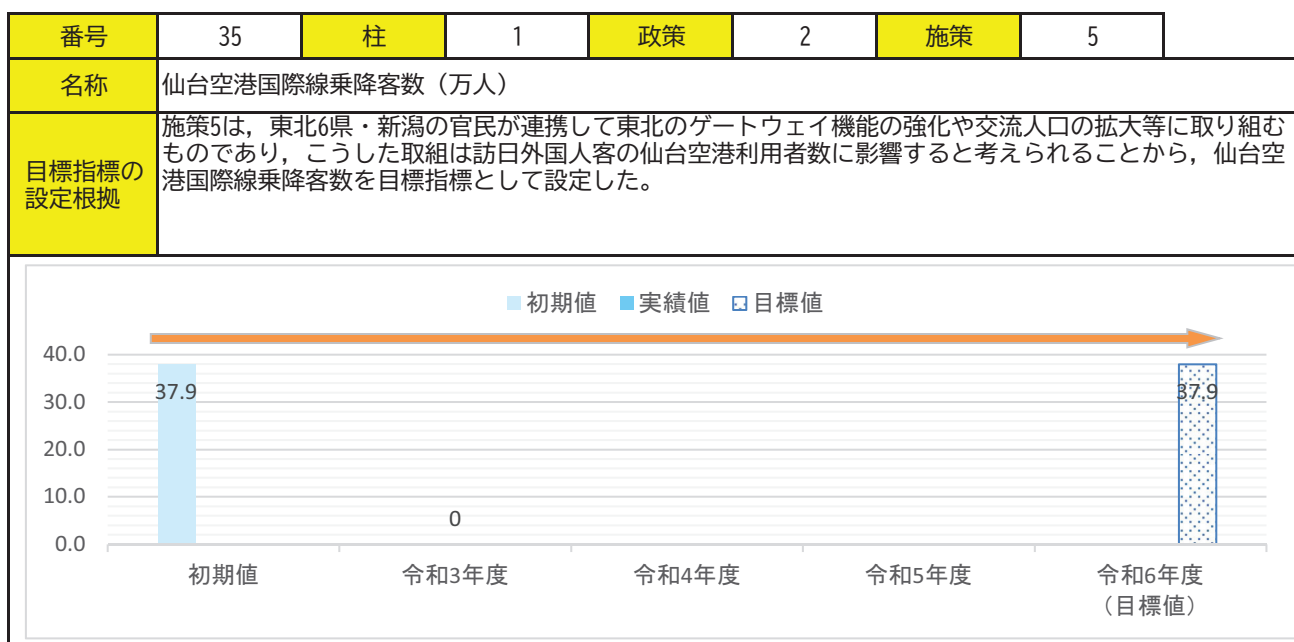 番号 35 柱 1 政策 2 施策 5
名称 仙台空港国際線乗降客数（万人）
目標指標の
設定根拠
施策5は，東北6県・新潟の官民が連携して東北のゲートウェイ機能の強化や交流人口の拡大等に取り組む
ものであり，こうした取組は訪日外国人客の仙台空港利用者数に影響すると考えられることから，仙台空
港国際線乗降客数を目標指標として設定した。
初期値 実績値 目標値
40.0
30.0
20.0
10.0
0.0
37.9
0
37.9
初期値 令和3年度 令和4年度 令和5年度 令和6年度
（目標値）